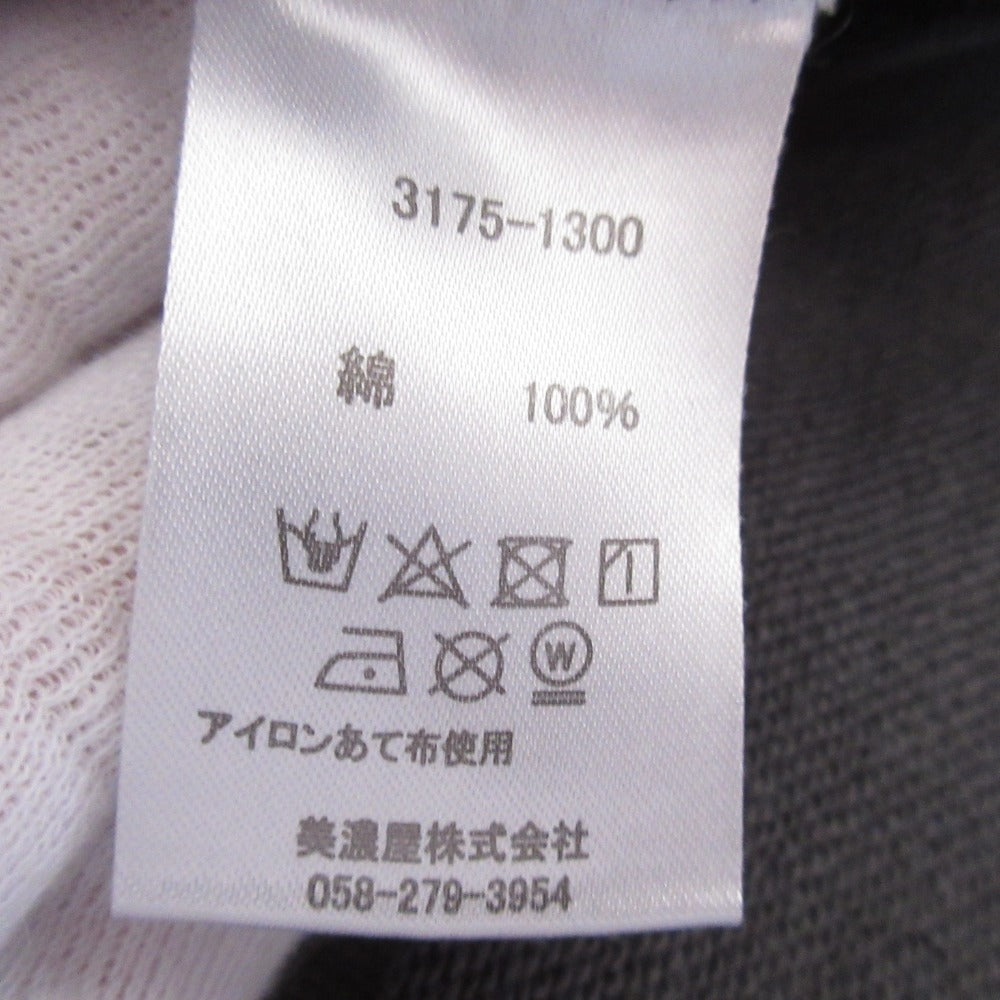 3175-1300
綿 100%
W
アイロンあて布使用
美濃屋株式会社
058-279-3954